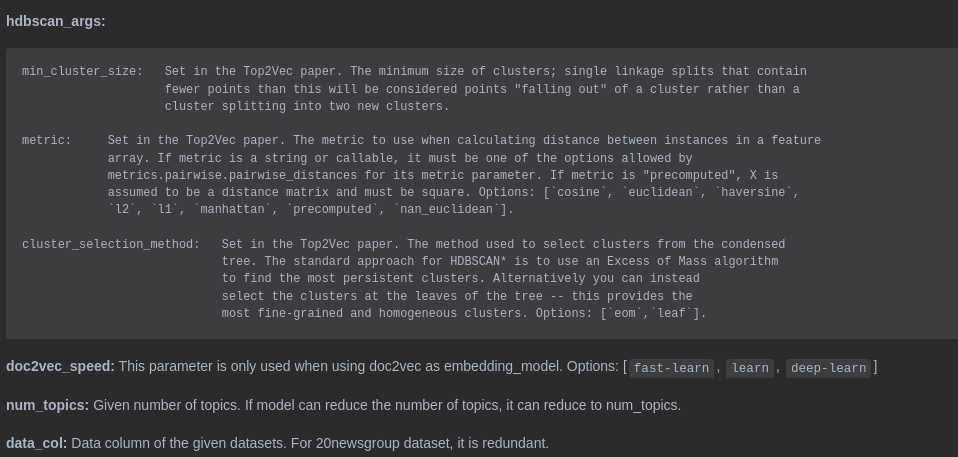 hdbscan_args:
min_cluster_size:   Set in the Top2Vec paper. The minimum size of clusters; single linkage splits that contain
fewer points than this will be considered points "falling out" of a cluster rather than a
cluster splitting into two new clusters.
metric:     Set in the Top2Vec paper. The metric to use when calculating distance between instances in a feature
array. If metric is a string or callable, it must be one of the options allowed by
metrics.pairwise.pairwise_distances for its metric parameter. If metric is "precomputed", X is
assumed to be a distance matrix and must be square. Options: [`cosine`, `euclidean`, `haversine`,
`l2`, `l1`, `manhattan`, `precomputed`, `nan_euclidean`].
cluster_selection_method:   Set in the Top2Vec paper. The method used to select clusters from the condensed
tree. The standard approach for HDBSCAN* is to use an Excess of Mass algorithm
to find the most persistent clusters. Alternatively you can instead
select the clusters at the leaves of the tree -- this provides the
most fine-grained and homogeneous clusters. Options: [`eom`,`leaf`].
doc2vec_speed: This parameter is only used when using doc2vec as embedding_model. Options: [ fast-learn , learn , deep-learn ]
num_topics: Given number of topics. If model can reduce the number of topics, it can reduce to num_topics.
data_col: Data column of the given datasets. For 20newsgroup dataset, it is redundant.